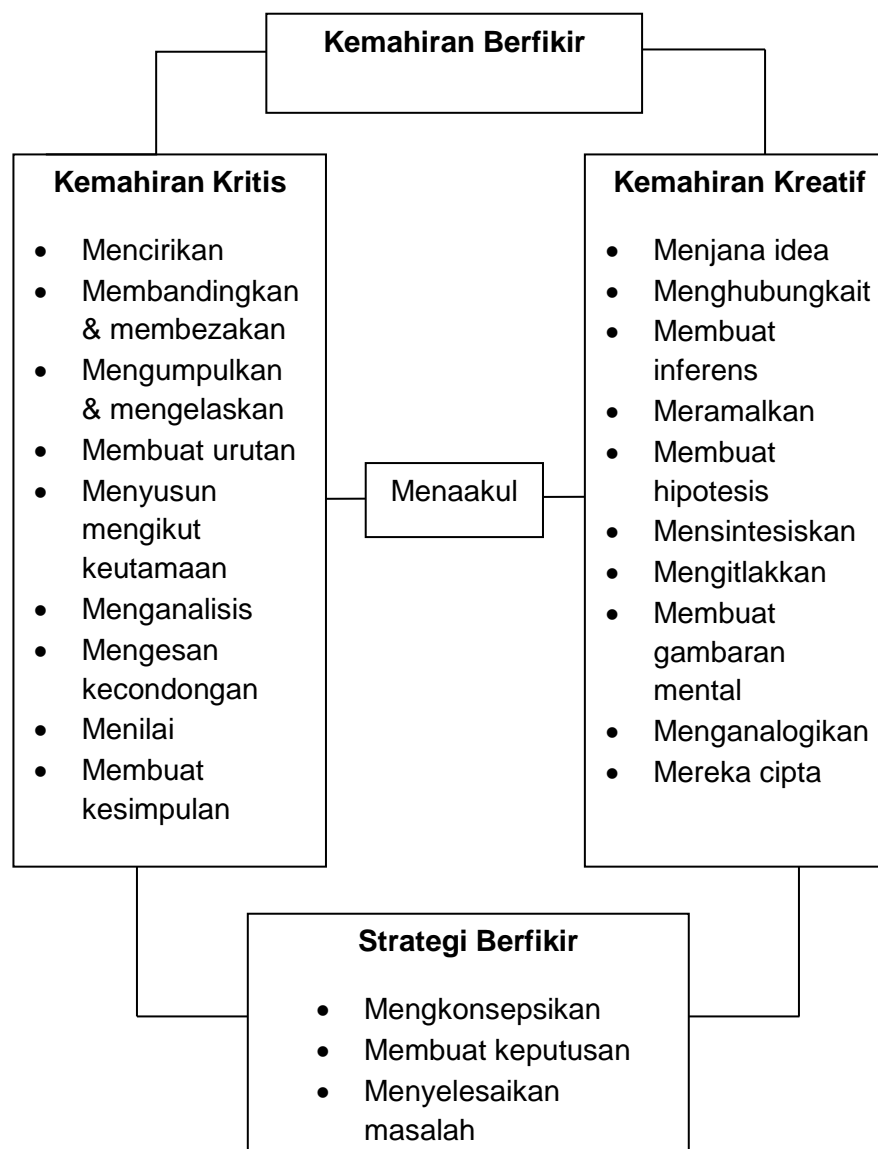 Kemahiran Berfikir
Kemahiran Kritis
• Mencirikan
• Membandingkan
& membezakan
• Mengumpulkan
& mengelaskan
• Membuat urutan
• Menyusun
mengikut
keutamaan
• Menganalisis
• Mengesan
kecondongan
• Menilai
• Membuat
kesimpulan
Menaakul
Kemahiran Kreatif
• Menjana idea
• Menghubungkait
• Membuat
inferens
• Meramalkan
• Membuat
hipotesis
• Mensintesiskan
• Mengitlakkan
• Membuat
gambaran
mental
• Menganalogikan
• Mereka cipta
Strategi Berfikir
• Mengkonsepsikan
• Membuat keputusan
• Menyelesaikan
masalah